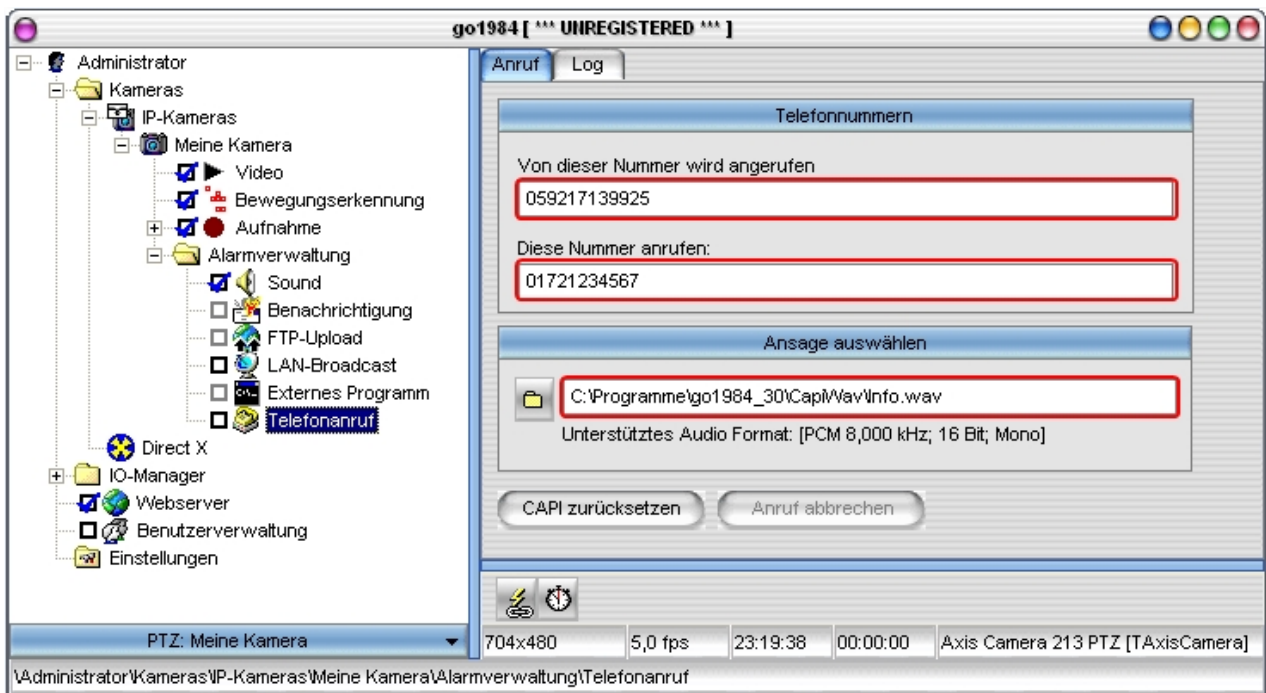 go1984 [ *** UNREGISTERED *** ]
Administrator
Kameras
IP-Kameras
Meine Kamera
Video
Bewegungserkennung
Aufnahme
Alarmverwaltung
Sound
Benachrichtigung
FTP-Upload
LAN-Broadcast
Externes Programm
Telefonanruf
Direct X
IO-Manager
Webserver
Benutzerverwaltung
Einstellungen
PTZ: Meine Kamera
Anruf
Log
Telefonnummern
Von dieser Nummer wird angerufen
059217139925
Diese Nummer anrufen:
01721234567
Ansage auswählen
C:\Programme\go1984_30\CapiWav\Info.wav
Unterstütztes Audio Format: [PCM 8,000 kHz; 16 Bit; Mono]
CAPI zurücksetzen
Anruf abbrechen
704x480
5,0 fps
23:19:38
00:00:00
Axis Camera 213 PTZ [TAxisCamera]
\Administrator\Kameras\IP-Kameras\Meine Kamera\Alarmverwaltung\Telefonanruf